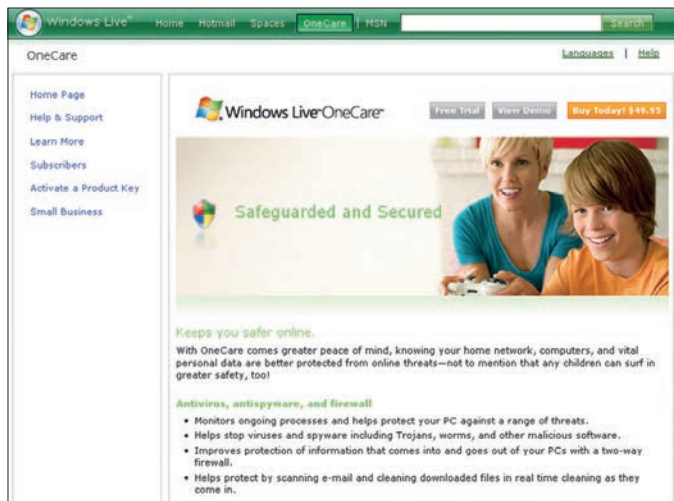 Windows Live™ Home Hotmail Spaces OneCare | MSN Search
OneCare
Languages | Help
Home Page
Help & Support
Learn More
Subscribers
Activate a Product Key
Small Business
Windows Live™ OneCare™
Free Trial View Demo Buy Today! $49.95
Safeguarded and Secured
Keeps you safer online.
With OneCare comes greater peace of mind, knowing your home network, computers, and vital
personal data are better protected from online threats—not to mention that any children can surf in
greater safety, too!
Antivirus, antispyware, and firewall
• Monitors ongoing processes and helps protect your PC against a range of threats.
• Helps stop viruses and spyware including Trojans, worms, and other malicious software.
• Improves protection of information that comes into and goes out of your PCs with a two-way
firewall.
• Helps protect by scanning e-mail and cleaning downloaded files in real time cleaning as they
come in.